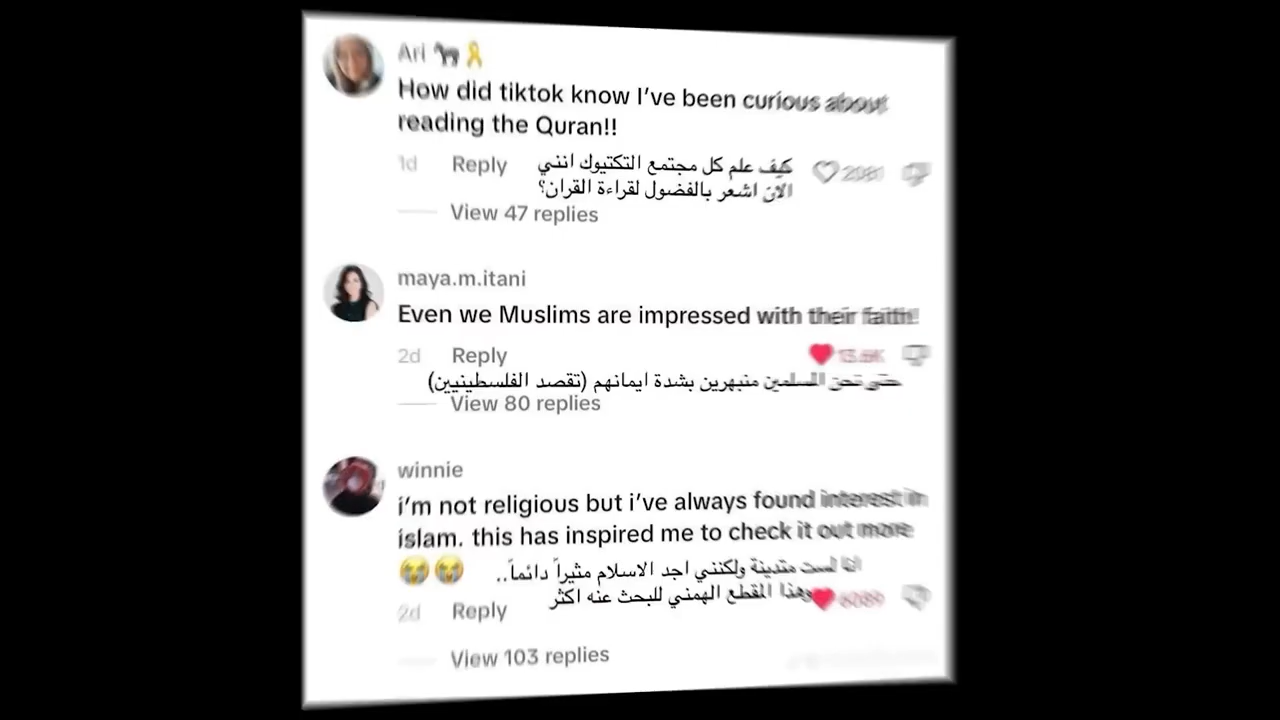 Ari 🐕🎗️
How did tiktok know I've been curious about
reading the Quran!!
1d Reply
كيف علم كل مجتمع التكتيوك انني
الان اشعر بالفضول لقراءة القران؟
View 47 replies
maya.m.itani
Even we Muslims are impressed with their faith!
2d Reply 13.6K
حتى نحن المسلمين منبهرين بشدة ايمانهم (تقصد الفلسطينيين)
View 80 replies
winnie
i'm not religious but i've always found interest in
islam. this has inspired me to check it out more
😭😭
انا لست متدينة ولكنني اجد الاسلام مثيراً دائماً..
وهذا المقطع الهمني للبحث عنه اكثر
2d Reply
View 103 replies